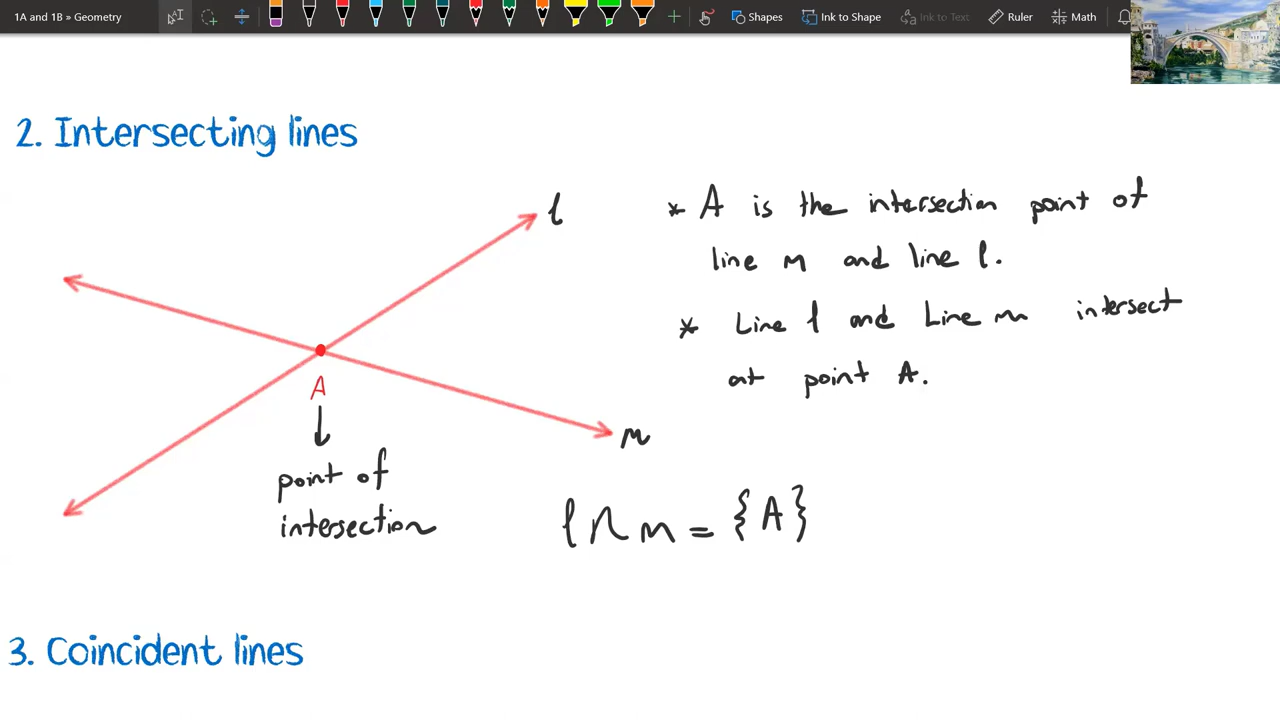 1A and 1B » Geometry
Shapes
Ink to Shape
Ink to Text
Ruler
Math
2. Intersecting lines
l
m
A
point of
intersection
* A is the intersection point of
line m and line l.
* Line l and Line m intersect
at point A.
l ∩ m = {A}
3. Coincident lines